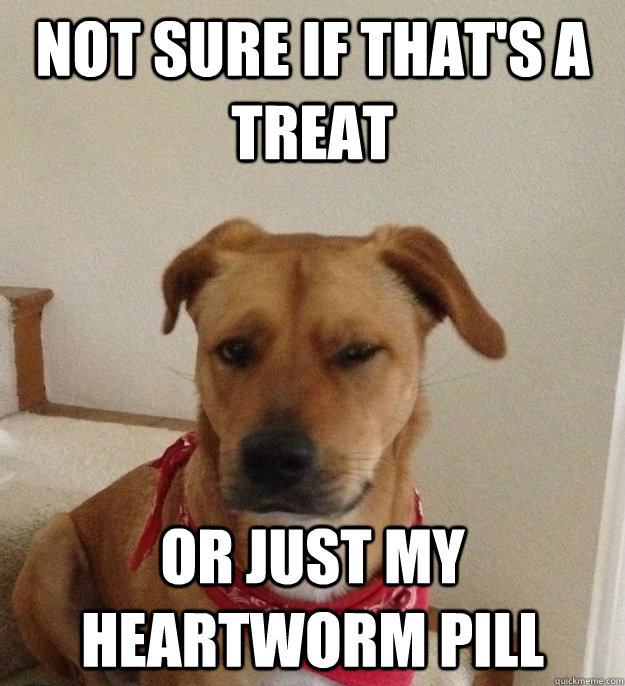 NOT SURE IF THAT'S A
TREAT
OR JUST MY
HEARTWORM PILL
quickmeme.com